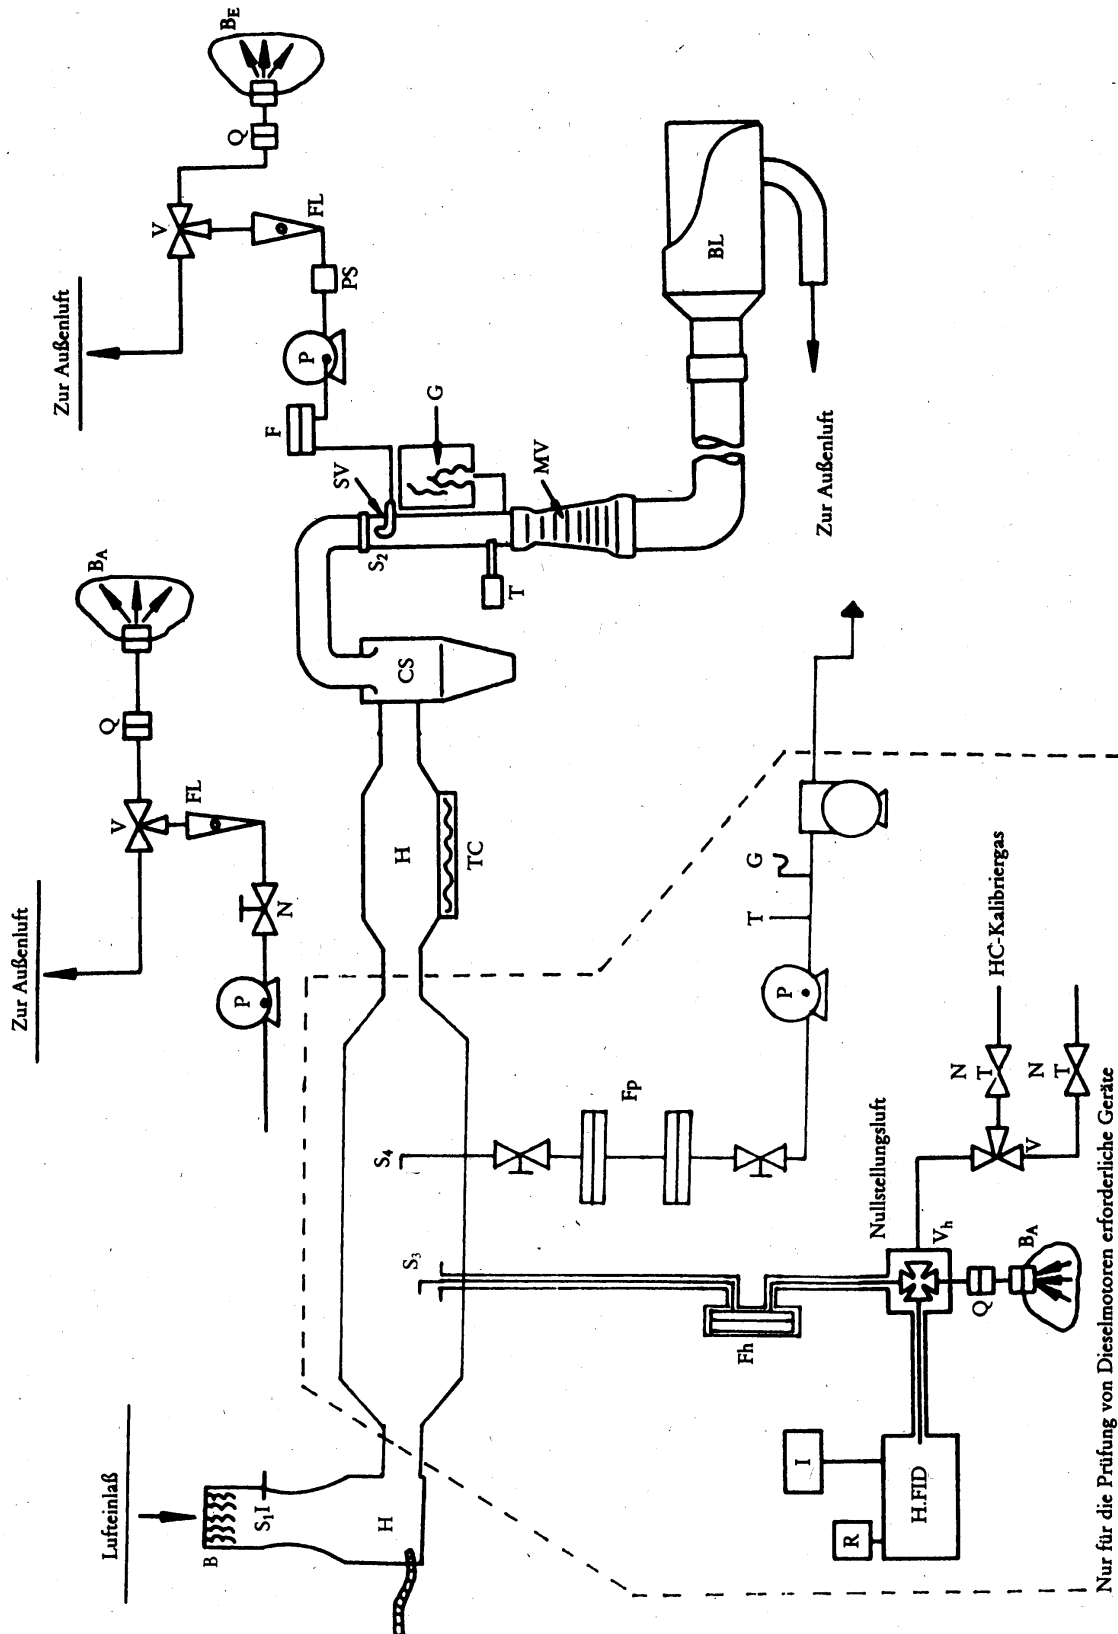 Lufteinlaß
B
S₁I
H
Zur Außenluft
P
N
FL
V
Q
BA
Zur Außenluft
V
Q
BE
FL
PS
P
F
G
SV
S₂
T
MV
CS
H
TC
BL
Zur Außenluft
S₄
Fp
P
T
G
S₃
Fh
Nullstellungsluft
Vh
V
N
T
HC-Kalibriergas
N
T
Q
BA
I
R
H.FID
Nur für die Prüfung von Dieselmotoren erforderliche Geräte